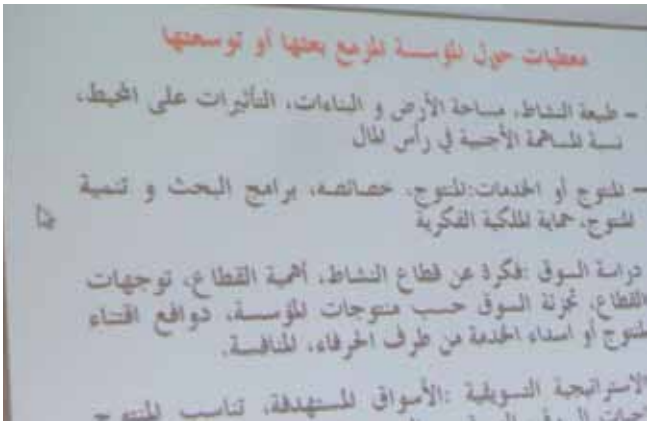 معطيات حول المؤسسة المزمع بعثها أو توسعتها
– طبيعة النشاط، مساحة الأرض و البناءات، التأثيرات على المحيط،
نسبة المساهمة الأجنبية في رأس المال
– المنتوج أو الخدمات:المنتوج، خصائصه، برامج البحث و تنمية
المنتوج، حماية الملكية الفكرية
دراسة السوق :فكرة عن قطاع النشاط، أهمية القطاع، توجهات
القطاع، تجزئة السوق حسب منتوجات المؤسسة، دوافع اقتناء
المنتوج أو اسداء الخدمة من طرف الحرفاء، المنافسة.
الاستراتيجية التسويقية :الأسواق المستهدفة، تناسب المنتوج